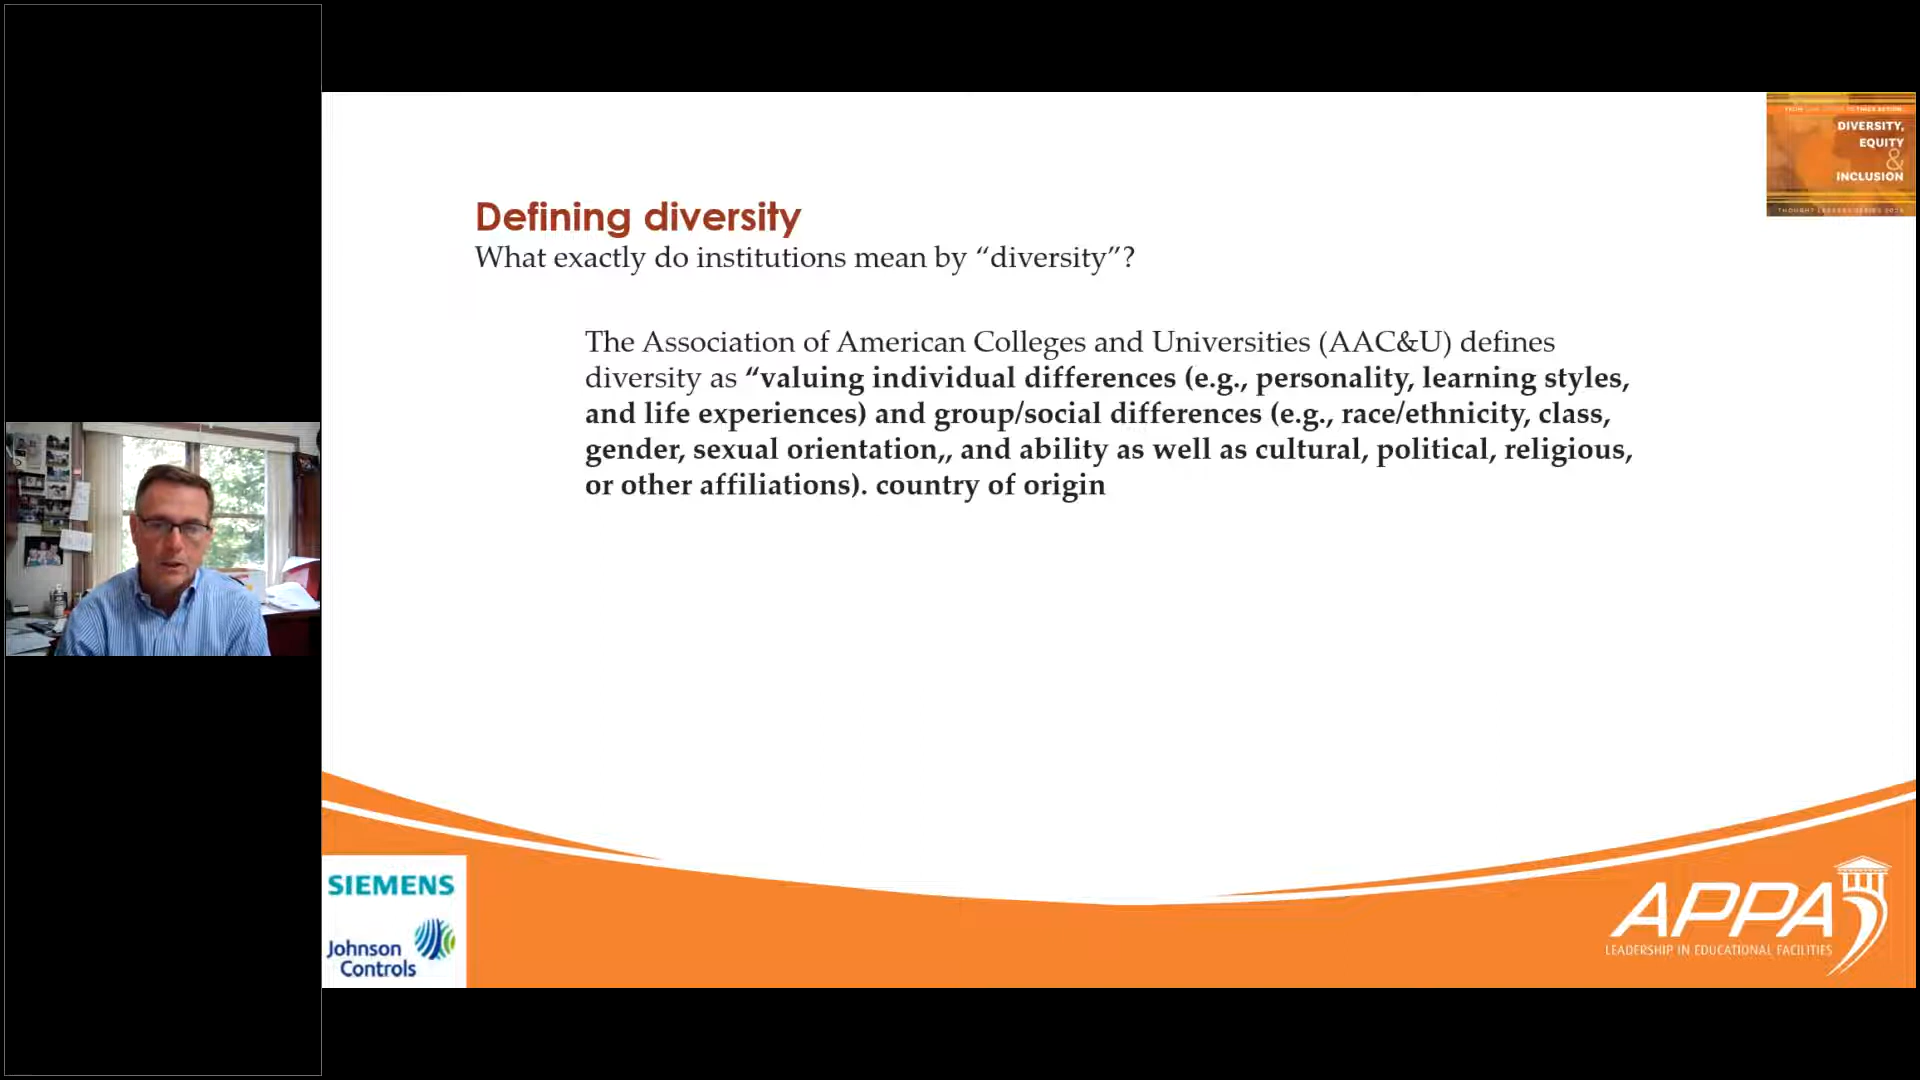 DIVERSITY,
EQUITY
&
INCLUSION
Defining diversity
What exactly do institutions mean by “diversity”?
The Association of American Colleges and Universities (AAC&U) defines
diversity as “valuing individual differences (e.g., personality, learning styles,
and life experiences) and group/social differences (e.g., race/ethnicity, class,
gender, sexual orientation,, and ability as well as cultural, political, religious,
or other affiliations). country of origin
SIEMENS
Johnson
Controls
APPA
LEADERSHIP IN EDUCATIONAL FACILITIES